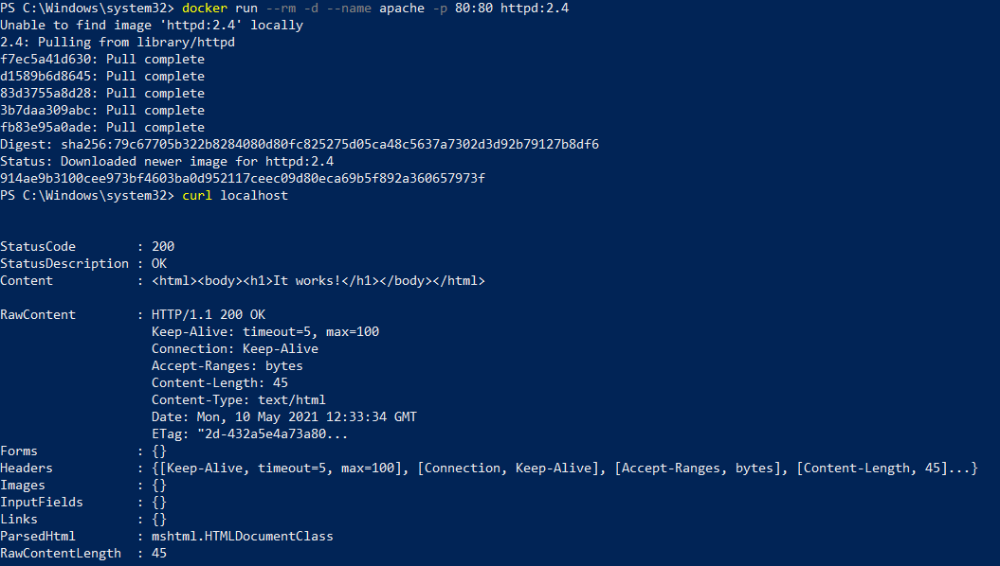 PS C:\Windows\system32> docker run --rm -d --name apache -p 80:80 httpd:2.4
Unable to find image 'httpd:2.4' locally
2.4: Pulling from library/httpd
f7ec5a41d630: Pull complete
d1589b6d8645: Pull complete
83d3755a8d28: Pull complete
3b7daa309abc: Pull complete
fb83e95a0ade: Pull complete
Digest: sha256:79c67705b322b8284080d80fc825275d05ca48c5637a7302d3d92b79127b8df6
Status: Downloaded newer image for httpd:2.4
914ae9b3100cee973bf4603ba0d952117ceec09d80eca69b5f892a360657973f
PS C:\Windows\system32> curl localhost
StatusCode        : 200
StatusDescription : OK
Content           : <html><body><h1>It works!</h1></body></html>
RawContent        : HTTP/1.1 200 OK
                    Keep-Alive: timeout=5, max=100
                    Connection: Keep-Alive
                    Accept-Ranges: bytes
                    Content-Length: 45
                    Content-Type: text/html
                    Date: Mon, 10 May 2021 12:33:34 GMT
                    ETag: "2d-432a5e4a73a80...
Forms             : {}
Headers           : {[Keep-Alive, timeout=5, max=100], [Connection, Keep-Alive], [Accept-Ranges, bytes], [Content-Length, 45]...}
Images            : {}
InputFields       : {}
Links             : {}
ParsedHtml        : mshtml.HTMLDocumentClass
RawContentLength  : 45